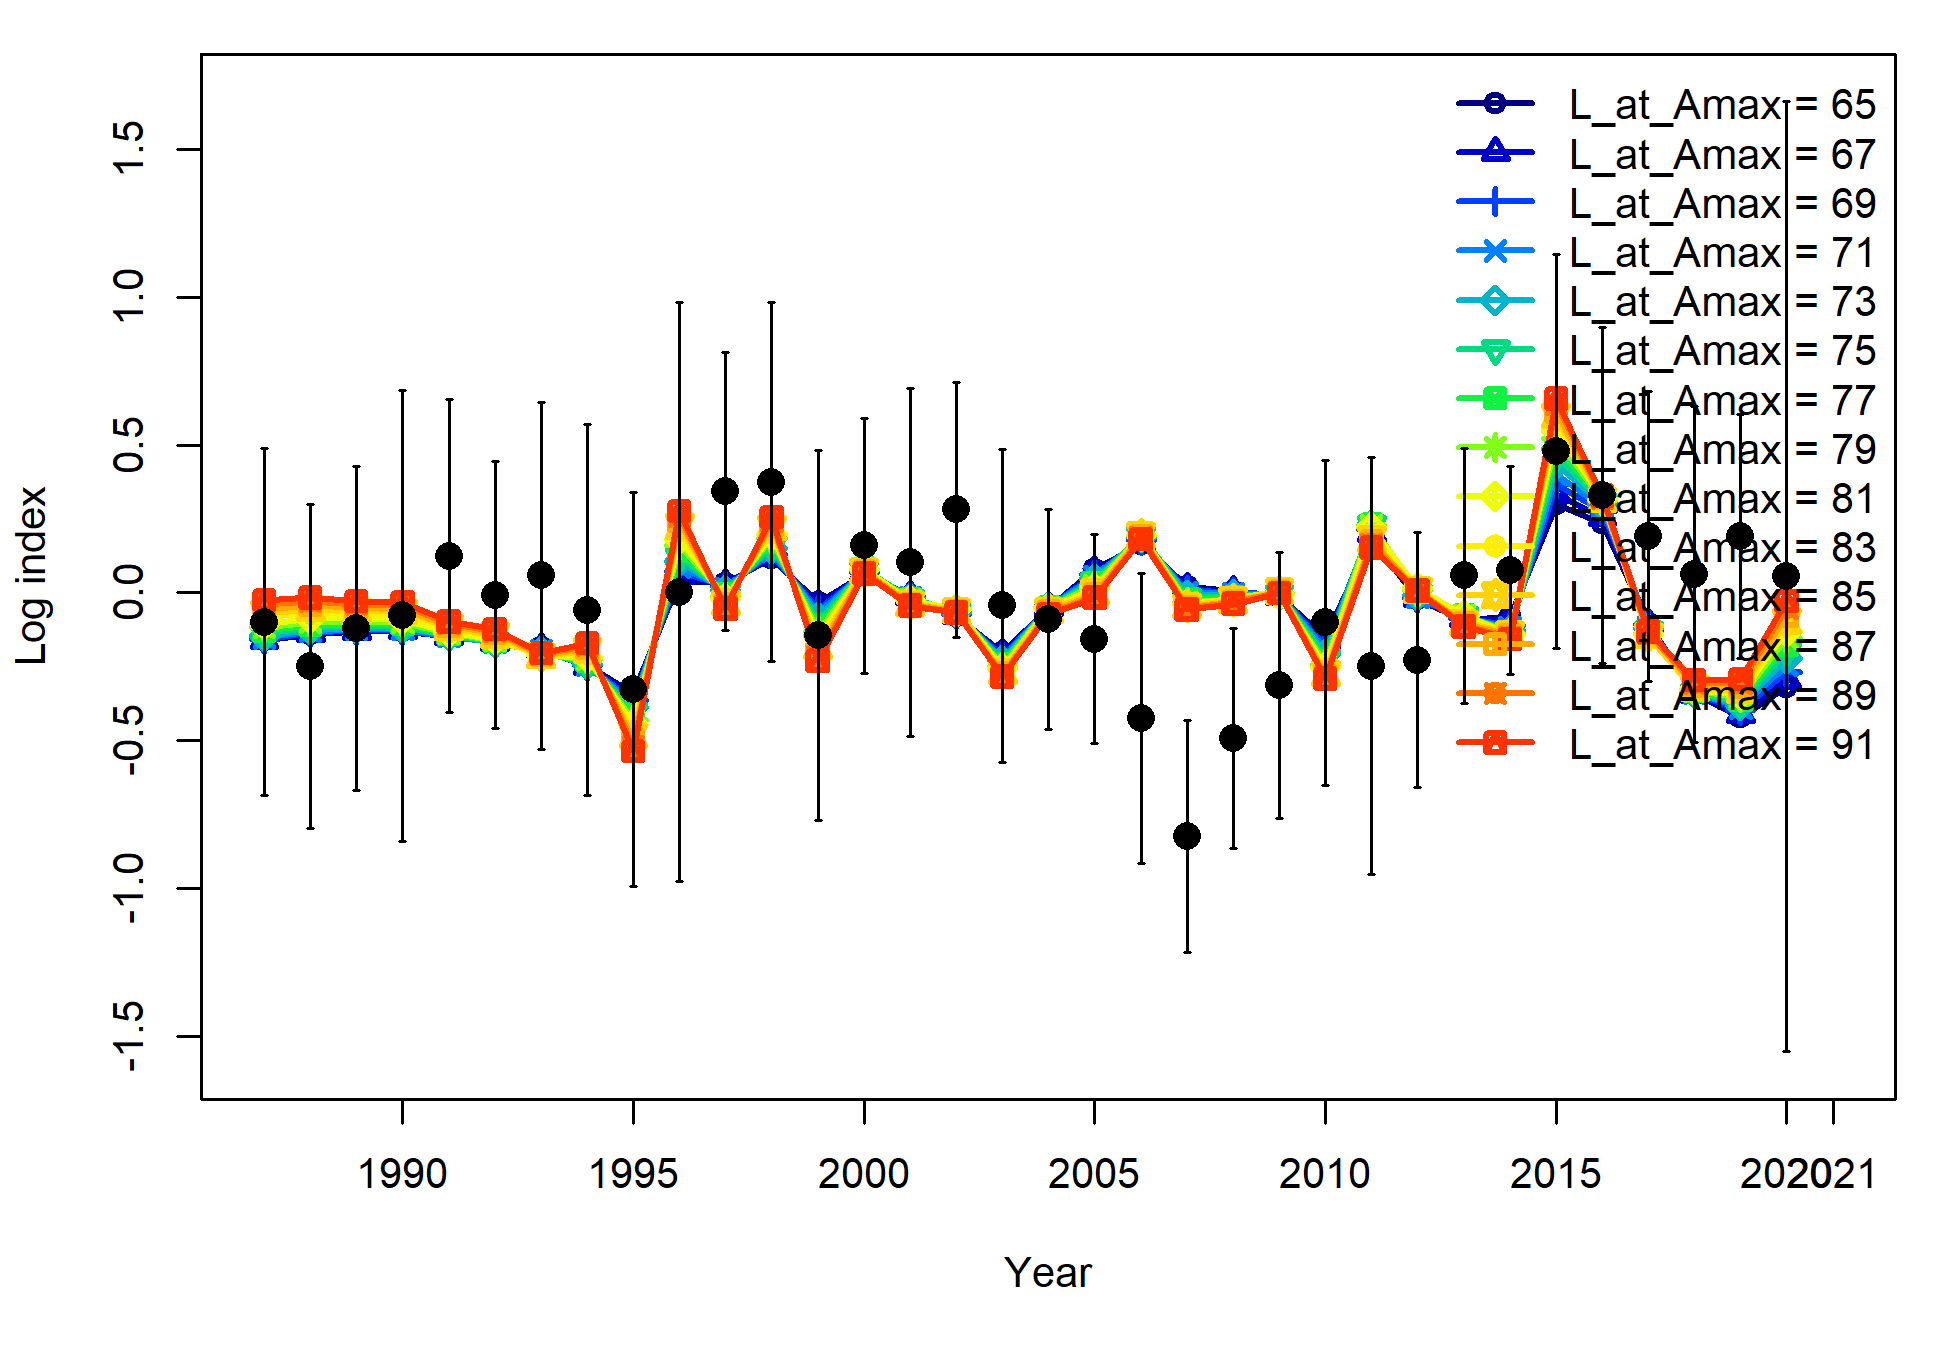 L_at_Amax = 65
L_at_Amax = 67
L_at_Amax = 69
L_at_Amax = 71
L_at_Amax = 73
L_at_Amax = 75
L_at_Amax = 77
L_at_Amax = 79
L_at_Amax = 81
L_at_Amax = 83
L_at_Amax = 85
L_at_Amax = 87
L_at_Amax = 89
L_at_Amax = 91
Log index
1.5
1.0
0.5
0.0
-0.5
-1.0
-1.5
1990 1995 2000 2005 2010 2015 2020 2021
Year